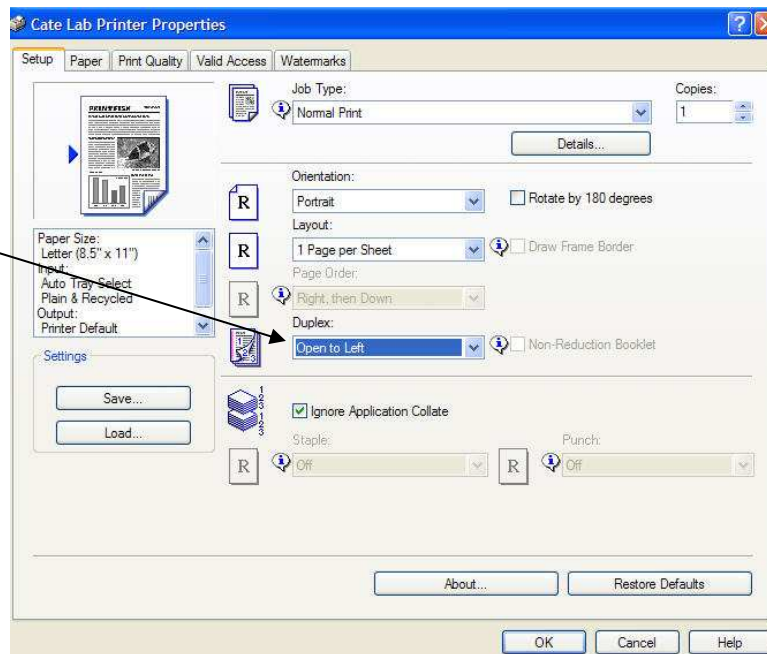 Cate Lab Printer Properties
Setup Paper Print Quality Valid Access Watermarks
Job Type:
Normal Print
Copies:
1
Details...
Orientation:
Portrait
Rotate by 180 degrees
Layout:
1 Page per Sheet
Draw Frame Border
Page Order:
Right, then Down
Duplex:
Open to Left
Non-Reduction Booklet
Paper Size:
Letter (8.5" x 11")
Input:
Auto Tray Select
Plain & Recycled
Output:
Printer Default
Settings
Save...
Load...
Ignore Application Collate
Staple:
Off
Punch:
Off
About... Restore Defaults
OK Cancel Help